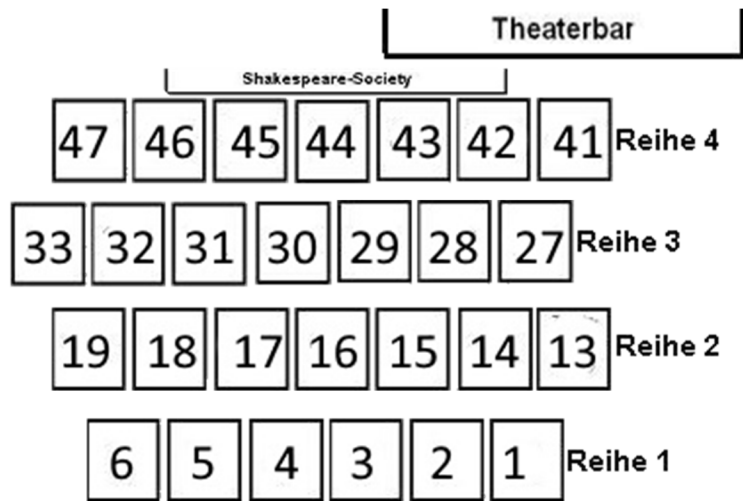 Theaterbar
Shakespeare-Society
47 46 45 44 43 42 41 Reihe 4
33 32 31 30 29 28 27 Reihe 3
19 18 17 16 15 14 13 Reihe 2
6 5 4 3 2 1 Reihe 1